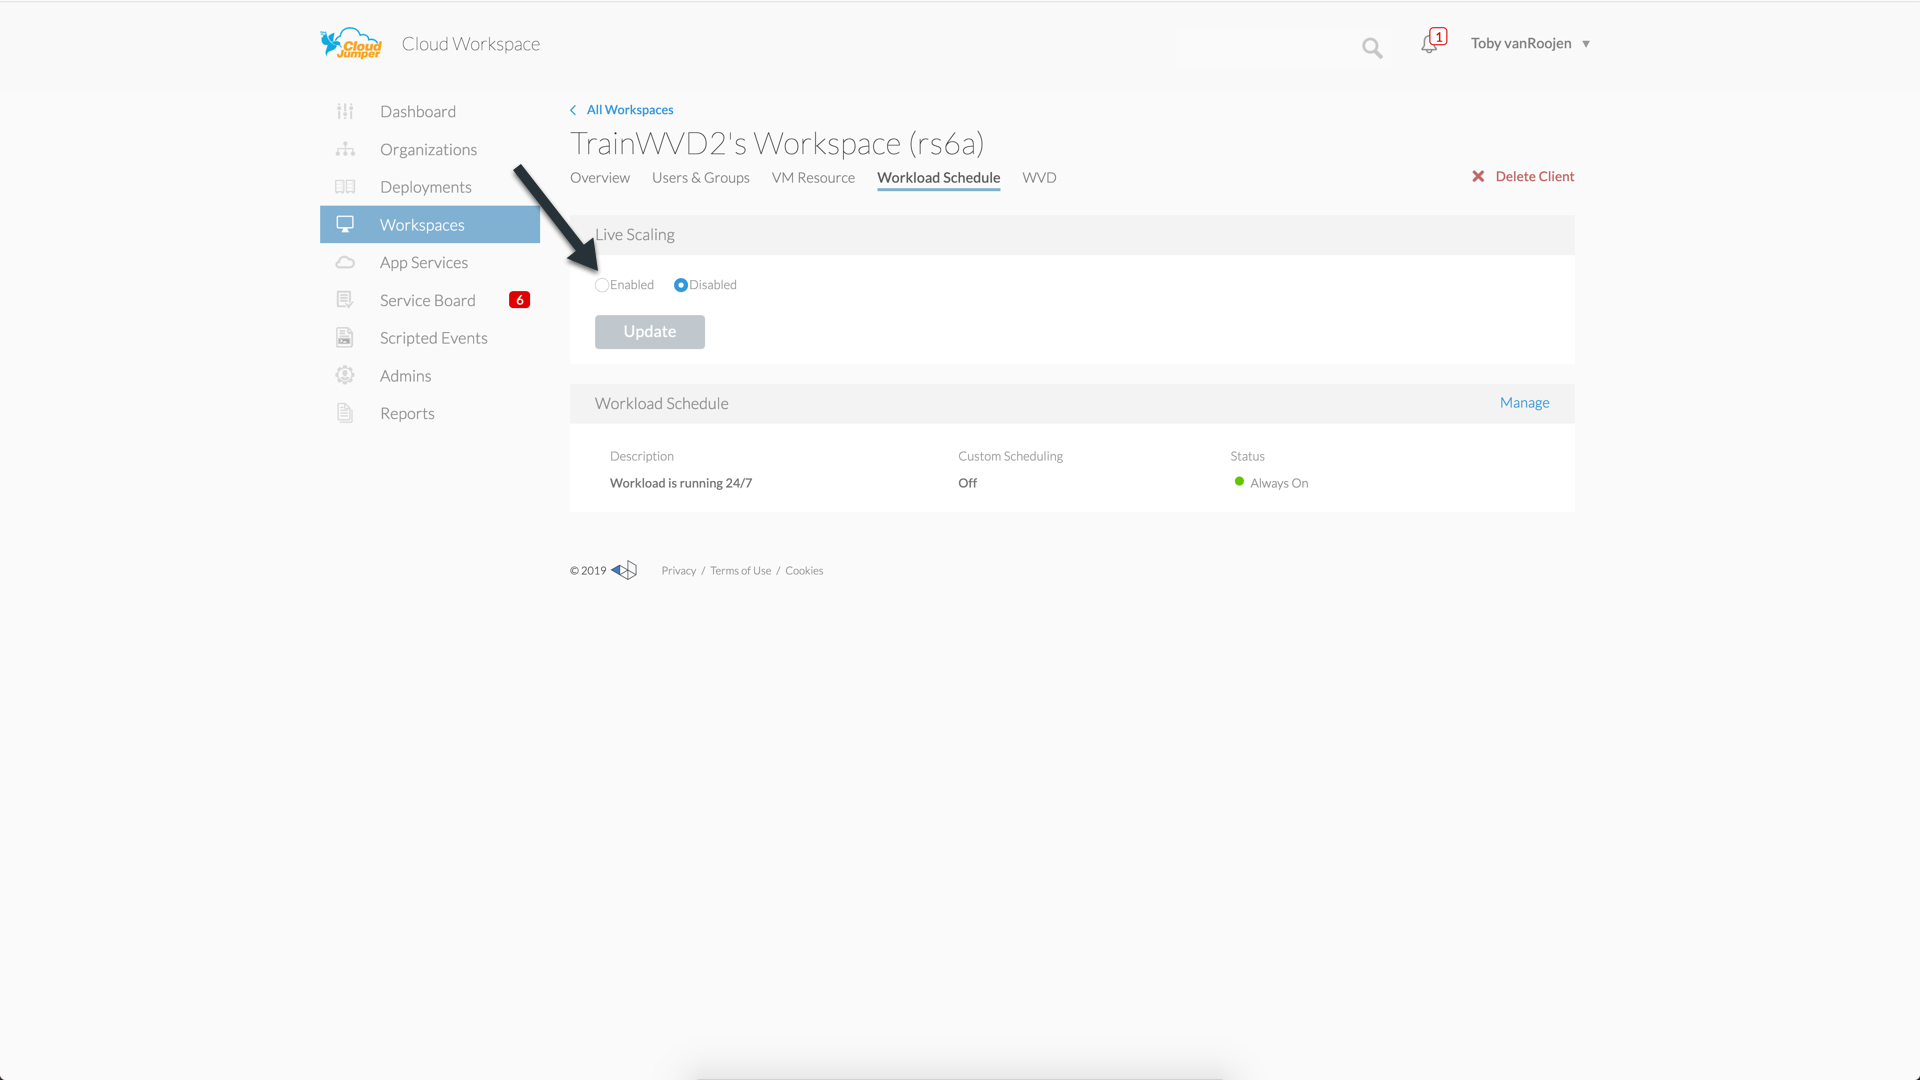 Cloud Jumper
Cloud Workspace
1
Toby vanRoojen
Dashboard
Organizations
Deployments
Workspaces
App Services
Service Board 6
Scripted Events
Admins
Reports
All Workspaces
TrainWVD2's Workspace (rs6a)
Overview Users & Groups VM Resource Workload Schedule WVD
Delete Client
Live Scaling
Enabled Disabled
Update
Workload Schedule Manage
Description Custom Scheduling Status
Workload is running 24/7 Off Always On
© 2019 Privacy / Terms of Use / Cookies